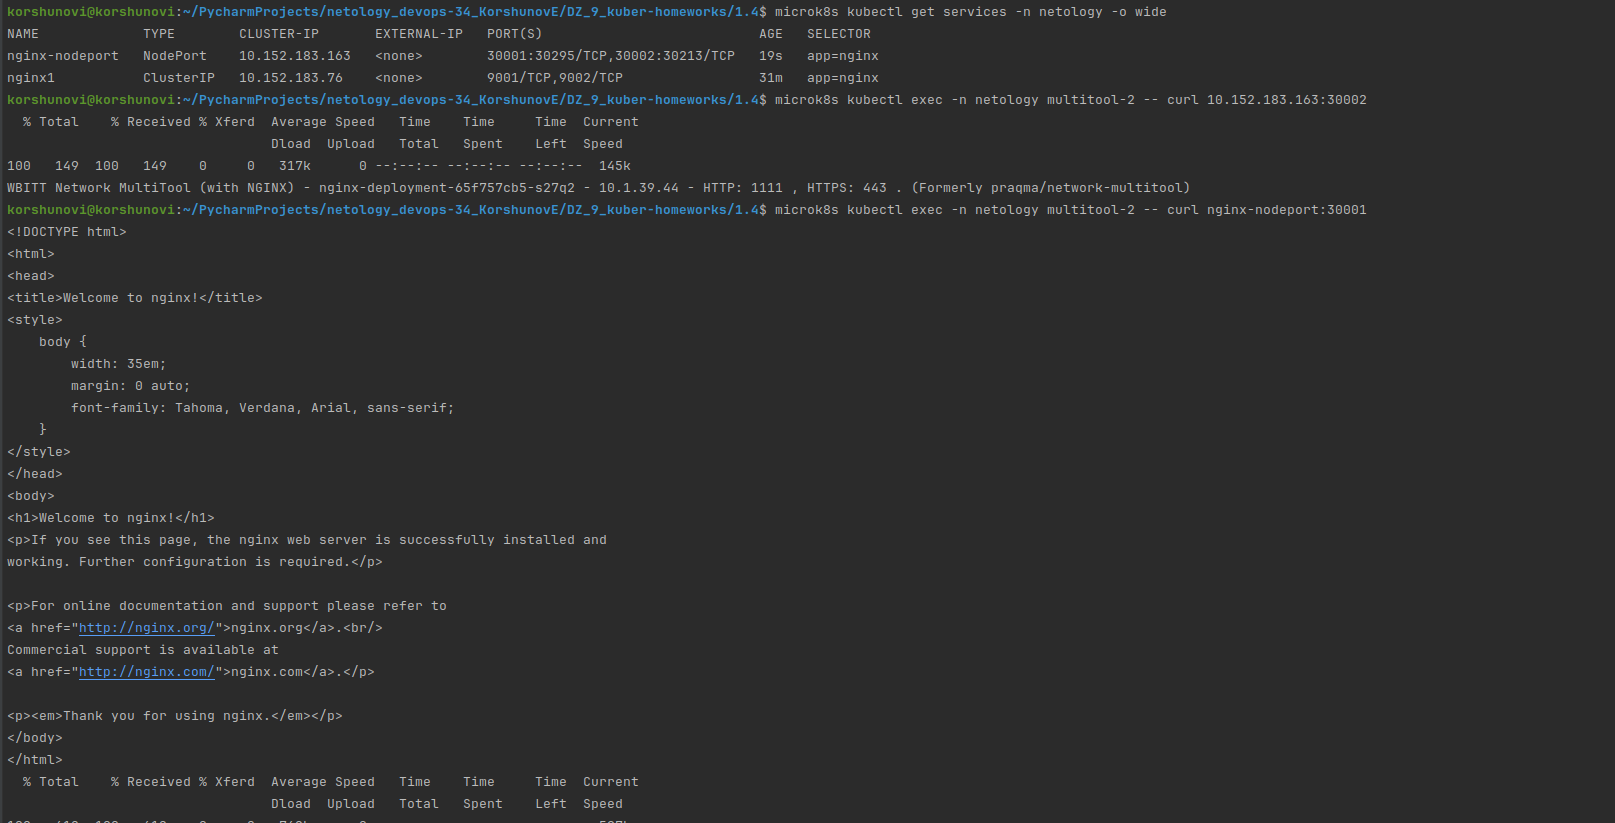 korshunovi@korshunovi:~/PycharmProjects/netology_devops-34_KorshunovE/DZ_9_kuber-homeworks/1.4$ microk8s kubectl get services -n netology -o wide
NAME             TYPE        CLUSTER-IP       EXTERNAL-IP   PORT(S)                           AGE   SELECTOR
nginx-nodeport   NodePort    10.152.183.163   <none>        30001:30295/TCP,30002:30213/TCP   19s   app=nginx
nginx1           ClusterIP   10.152.183.76    <none>        9001/TCP,9002/TCP                 31m   app=nginx
korshunovi@korshunovi:~/PycharmProjects/netology_devops-34_KorshunovE/DZ_9_kuber-homeworks/1.4$ microk8s kubectl exec -n netology multitool-2 -- curl 10.152.183.163:30002
  % Total    % Received % Xferd  Average Speed   Time    Time     Time  Current
                                 Dload  Upload   Total   Spent    Left  Speed
100   149  100   149    0     0   317k      0 --:--:-- --:--:-- --:--:--  145k
WBITT Network MultiTool (with NGINX) - nginx-deployment-65f757cb5-s27q2 - 10.1.39.44 - HTTP: 1111 , HTTPS: 443 . (Formerly praqma/network-multitool)
korshunovi@korshunovi:~/PycharmProjects/netology_devops-34_KorshunovE/DZ_9_kuber-homeworks/1.4$ microk8s kubectl exec -n netology multitool-2 -- curl nginx-nodeport:30001
<!DOCTYPE html>
<html>
<head>
<title>Welcome to nginx!</title>
<style>
    body {
        width: 35em;
        margin: 0 auto;
        font-family: Tahoma, Verdana, Arial, sans-serif;
    }
</style>
</head>
<body>
<h1>Welcome to nginx!</h1>
<p>If you see this page, the nginx web server is successfully installed and
working. Further configuration is required.</p>
<p>For online documentation and support please refer to
<a href="http://nginx.org/">nginx.org</a>.<br/>
Commercial support is available at
<a href="http://nginx.com/">nginx.com</a>.</p>
<p><em>Thank you for using nginx.</em></p>
</body>
</html>
  % Total    % Received % Xferd  Average Speed   Time    Time     Time  Current
                                 Dload  Upload   Total   Spent    Left  Speed